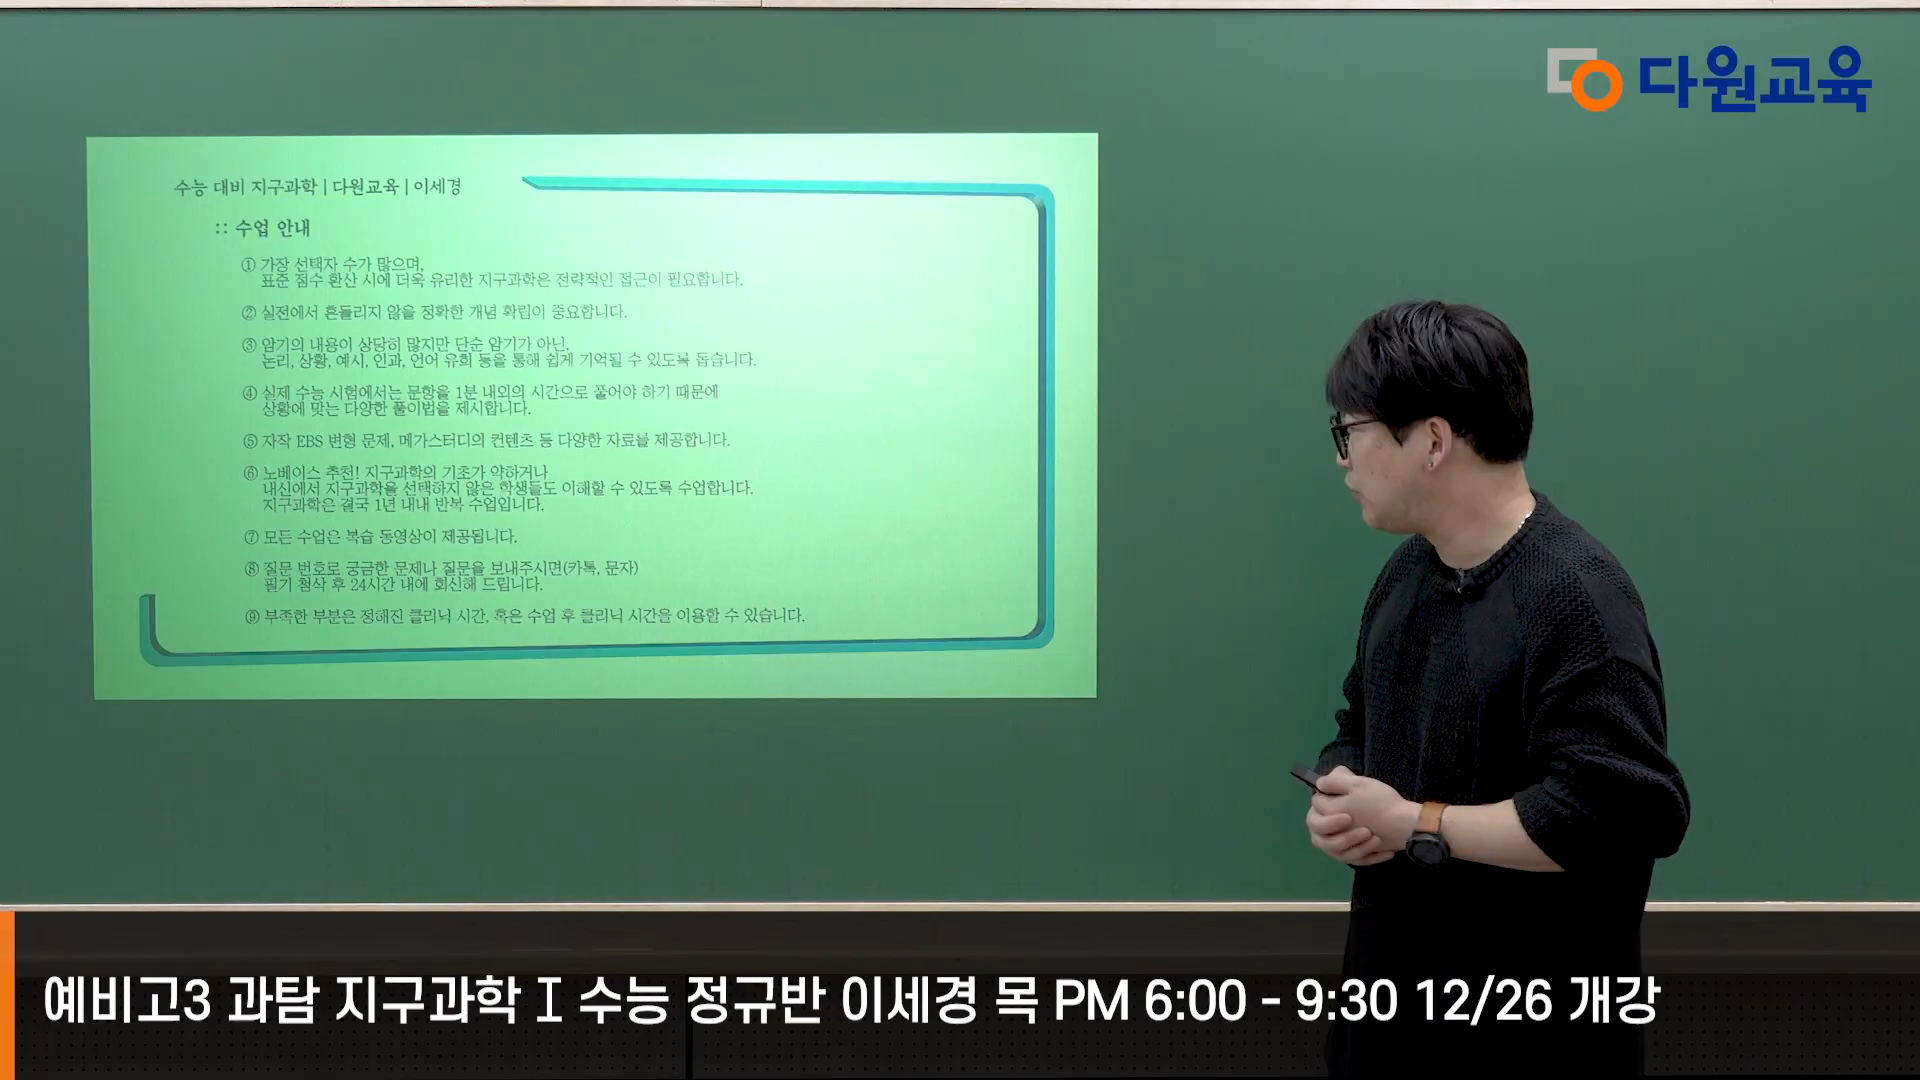 다원교육
수능 대비 지구과학 | 다원교육 | 이세경
:: 수업 안내
① 가장 선택자 수가 많으며,
표준 점수 환산 시에 더욱 유리한 지구과학은 전략적인 접근이 필요합니다.
② 실전에서 흔들리지 않을 정확한 개념 확립이 중요합니다.
③ 암기의 내용이 상당히 많지만 단순 암기가 아닌,
논리, 상황, 예시, 인과, 언어 유희 등을 통해 쉽게 기억될 수 있도록 돕습니다.
④ 실제 수능 시험에서는 문항을 1분 내외의 시간으로 풀어야 하기 때문에
상황에 맞는 다양한 풀이법을 제시합니다.
⑤ 자작 EBS 변형 문제, 메가스터디의 컨텐츠 등 다양한 자료를 제공합니다.
⑥ 노베이스 추천! 지구과학의 기초가 약하거나
내신에서 지구과학을 선택하지 않은 학생들도 이해할 수 있도록 수업합니다.
지구과학은 결국 1년 내내 반복 수업입니다.
⑦ 모든 수업은 복습 동영상이 제공됩니다.
⑧ 질문 번호로 궁금한 문제나 질문을 보내주시면(카톡, 문자)
필기 첨삭 후 24시간 내에 회신해 드립니다.
⑨ 부족한 부분은 정해진 클리닉 시간, 혹은 수업 후 클리닉 시간을 이용할 수 있습니다.
예비고3 과탐 지구과학 I 수능 정규반 이세경 목 PM 6:00 - 9:30 12/26 개강